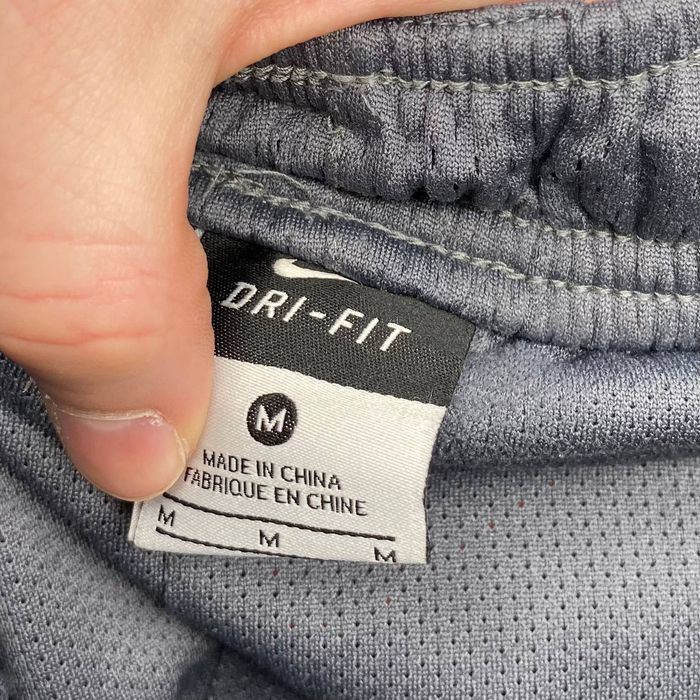 DRI-FIT
M
MADE IN CHINA
FABRIQUE EN CHINE
M M M